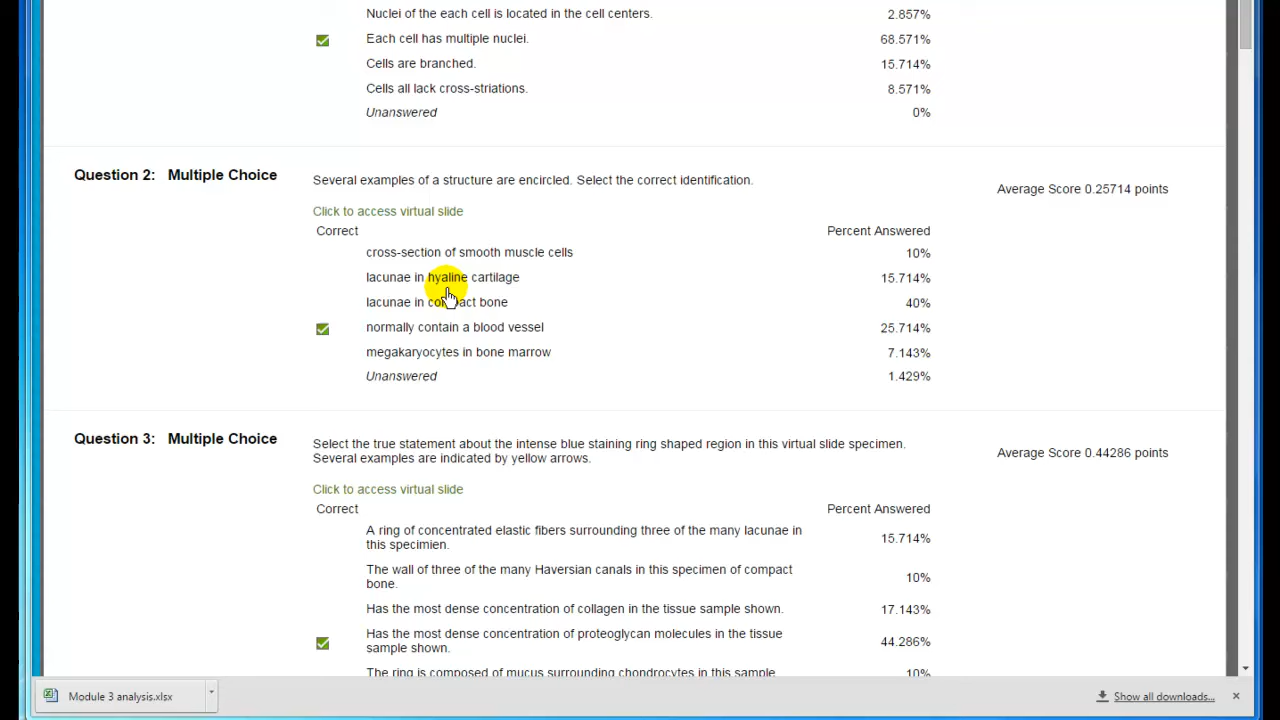 Nuclei of the each cell is located in the cell centers. 2.857%
Each cell has multiple nuclei. 68.571%
Cells are branched. 15.714%
Cells all lack cross-striations. 8.571%
Unanswered 0%
Question 2: Multiple Choice
Several examples of a structure are encircled. Select the correct identification.
Average Score 0.25714 points
Click to access virtual slide
Correct Percent Answered
cross-section of smooth muscle cells 10%
lacunae in hyaline cartilage 15.714%
lacunae in compact bone 40%
normally contain a blood vessel 25.714%
megakaryocytes in bone marrow 7.143%
Unanswered 1.429%
Question 3: Multiple Choice
Select the true statement about the intense blue staining ring shaped region in this virtual slide specimen.
Several examples are indicated by yellow arrows.
Average Score 0.44286 points
Click to access virtual slide
Correct Percent Answered
A ring of concentrated elastic fibers surrounding three of the many lacunae in
this specimien.
15.714%
The wall of three of the many Haversian canals in this specimen of compact
bone.
10%
Has the most dense concentration of collagen in the tissue sample shown. 17.143%
Has the most dense concentration of proteoglycan molecules in the tissue
sample shown.
44.286%
The ring is composed of mucus surrounding chondrocytes in this sample 10%
Module 3 analysis.xlsx
Show all downloads...